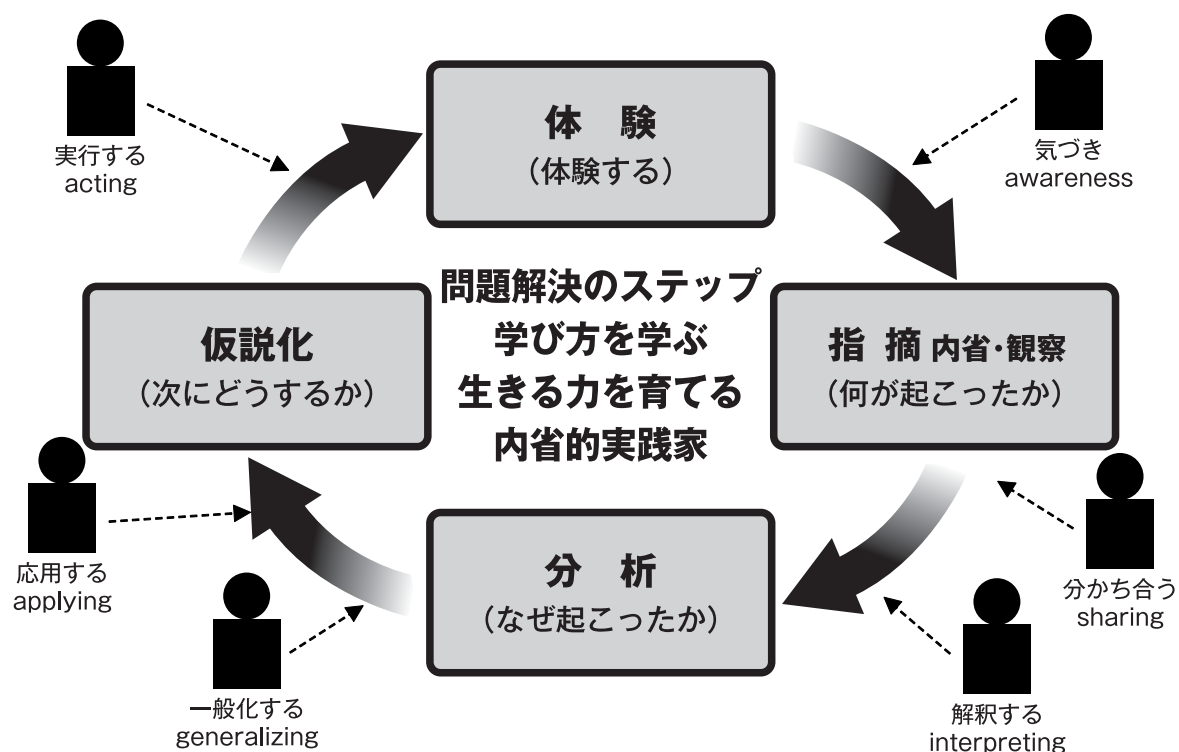 体 験
(体験する)
実行する
acting
気づき
awareness
問題解決のステップ
学び方を学ぶ
生きる力を育てる
内省的実践家
仮説化
(次にどうするか)
指 摘 内省・観察
(何が起こったか)
分 析
(なぜ起こったか)
応用する
applying
分かち合う
sharing
一般化する
generalizing
解釈する
interpreting